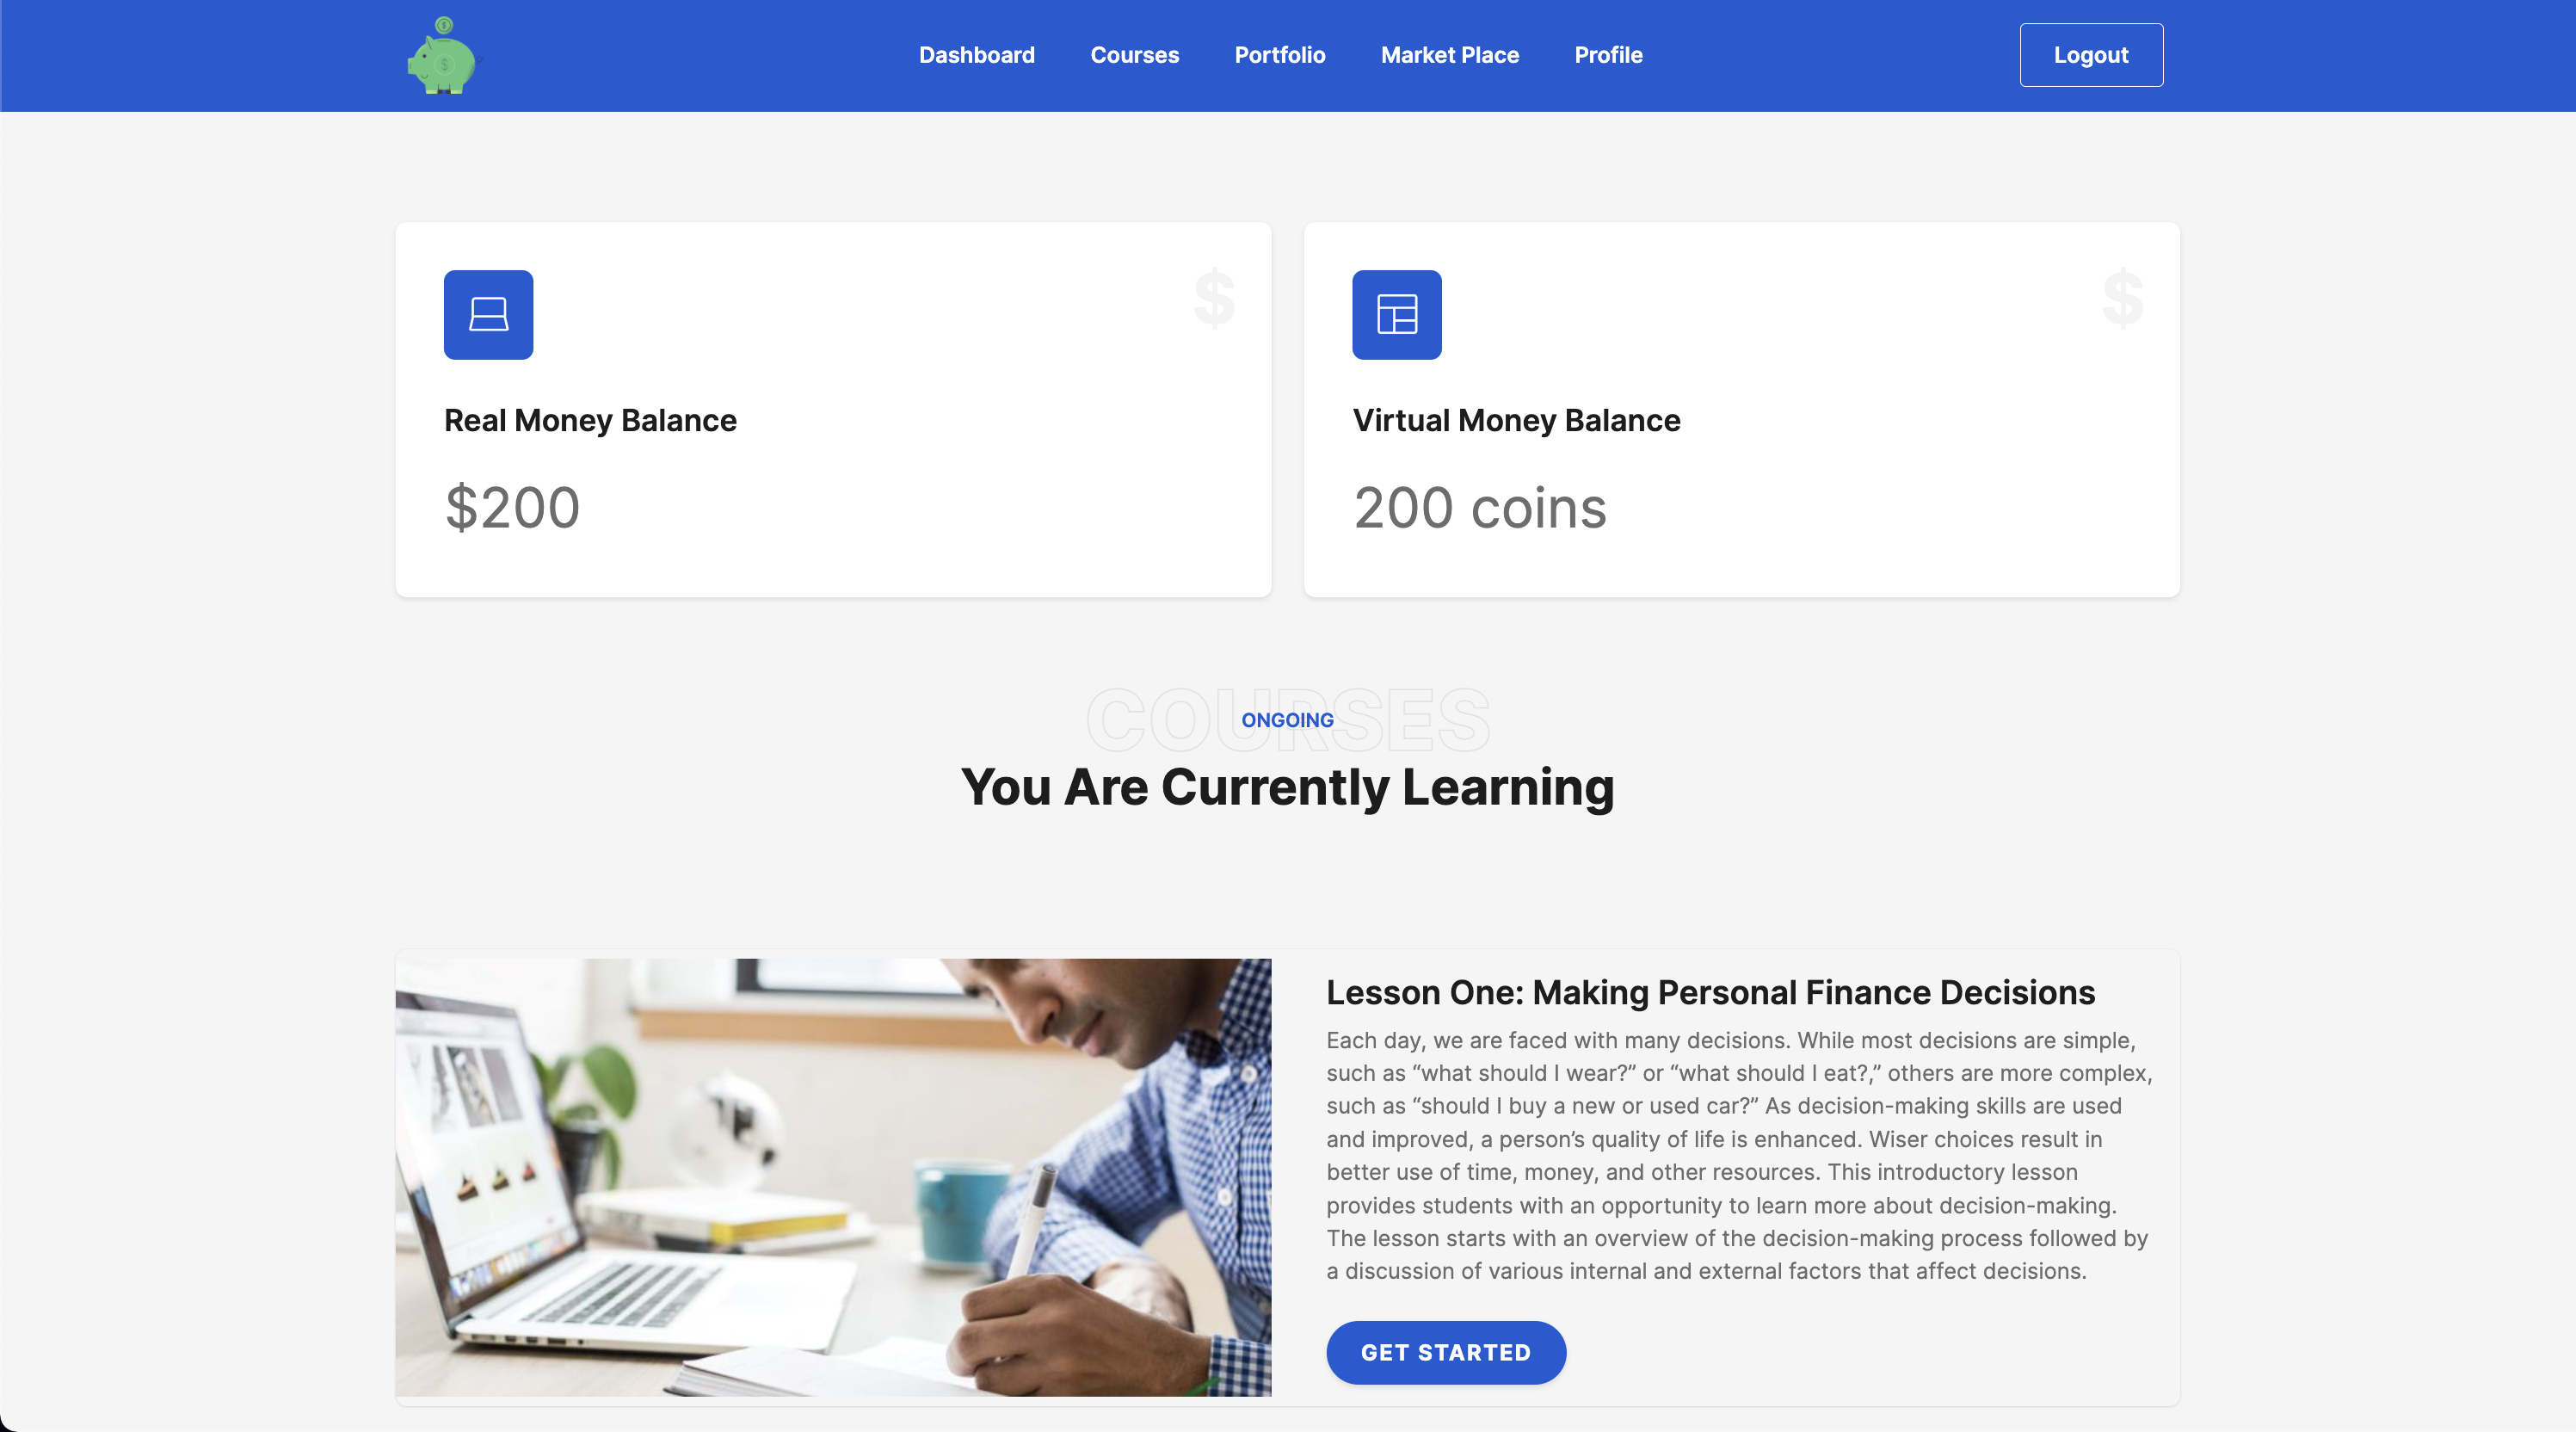 Dashboard Courses Portfolio Market Place Profile Logout
$ $
Real Money Balance
$200
Virtual Money Balance
200 coins
COURSES
ONGOING
You Are Currently Learning
Lesson One: Making Personal Finance Decisions
Each day, we are faced with many decisions. While most decisions are simple,
such as “what should I wear?” or “what should I eat?,” others are more complex,
such as “should I buy a new or used car?” As decision-making skills are used
and improved, a person’s quality of life is enhanced. Wiser choices result in
better use of time, money, and other resources. This introductory lesson
provides students with an opportunity to learn more about decision-making.
The lesson starts with an overview of the decision-making process followed by
a discussion of various internal and external factors that affect decisions.
GET STARTED